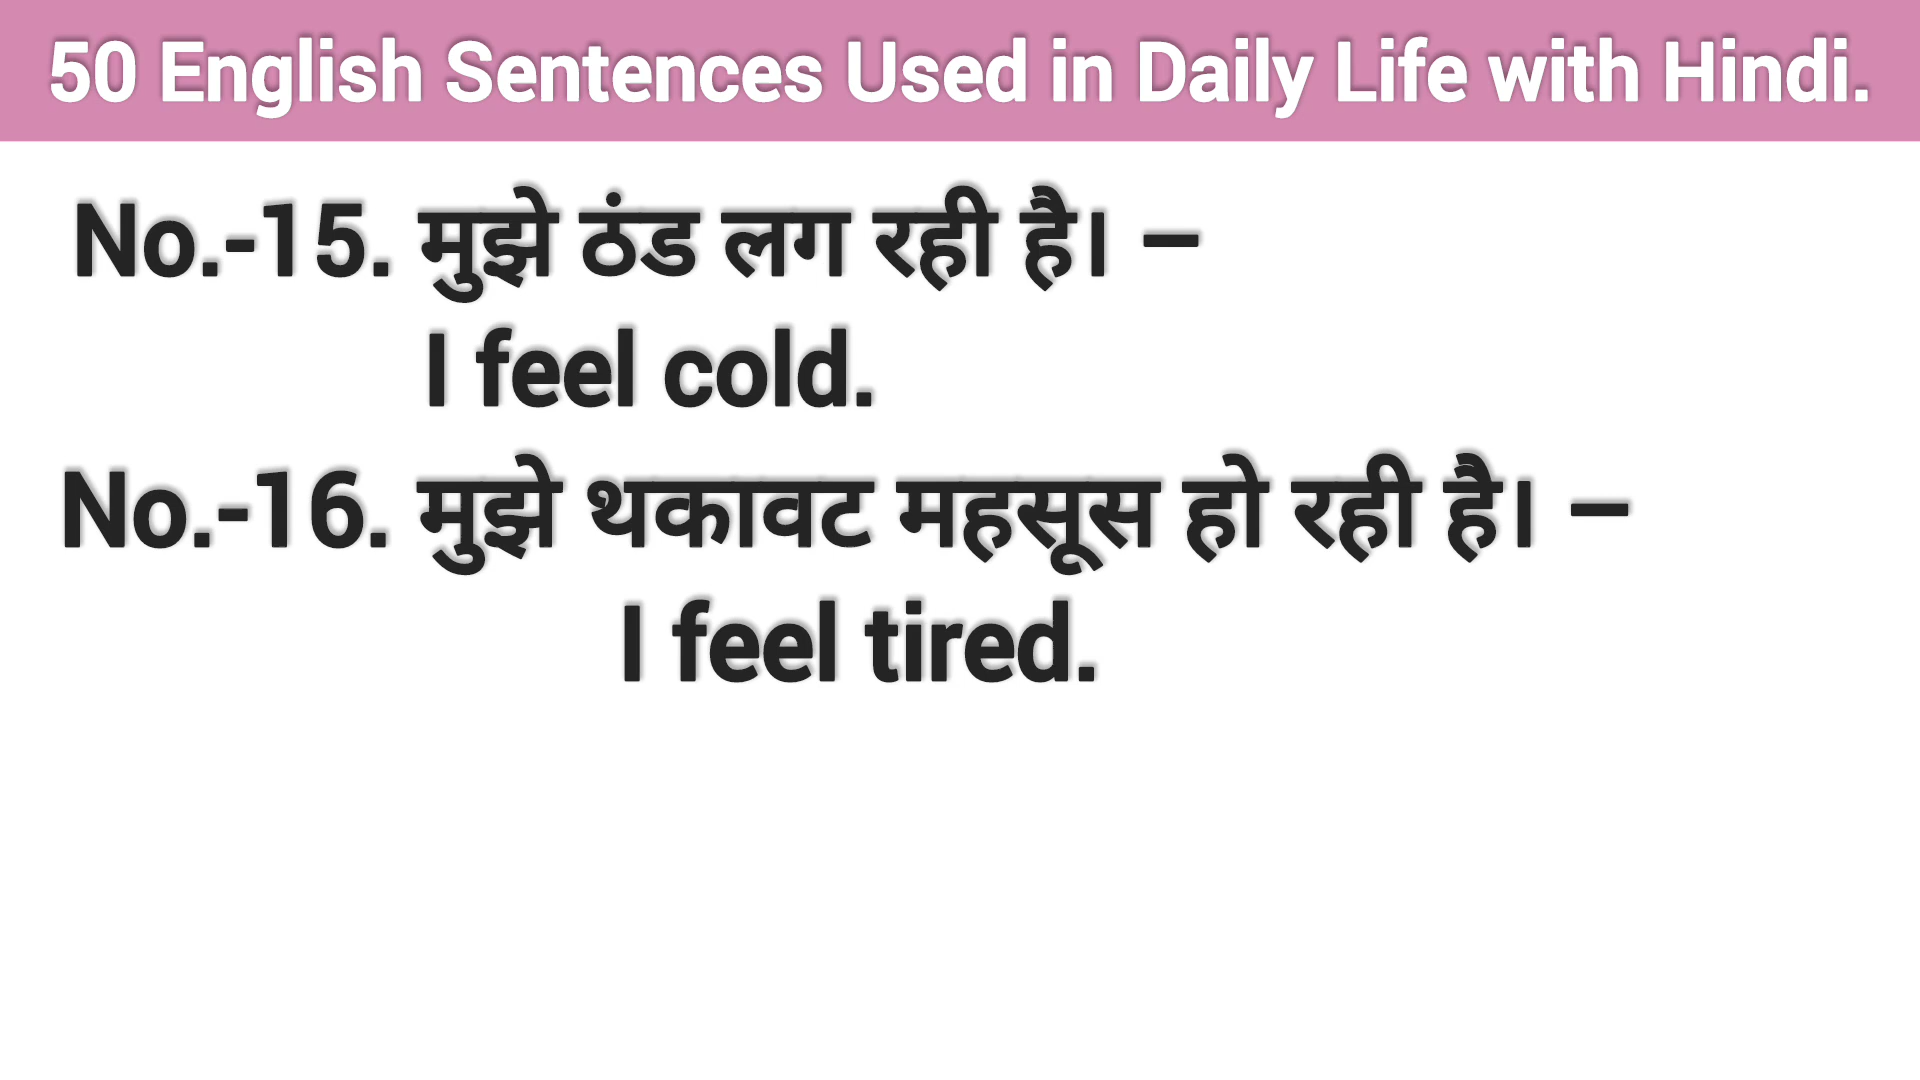 50 English Sentences Used in Daily Life with Hindi.
No.-15. मुझे ठंड लग रही है। –
I feel cold.
No.-16. मुझे थकावट महसूस हो रही है। –
I feel tired.